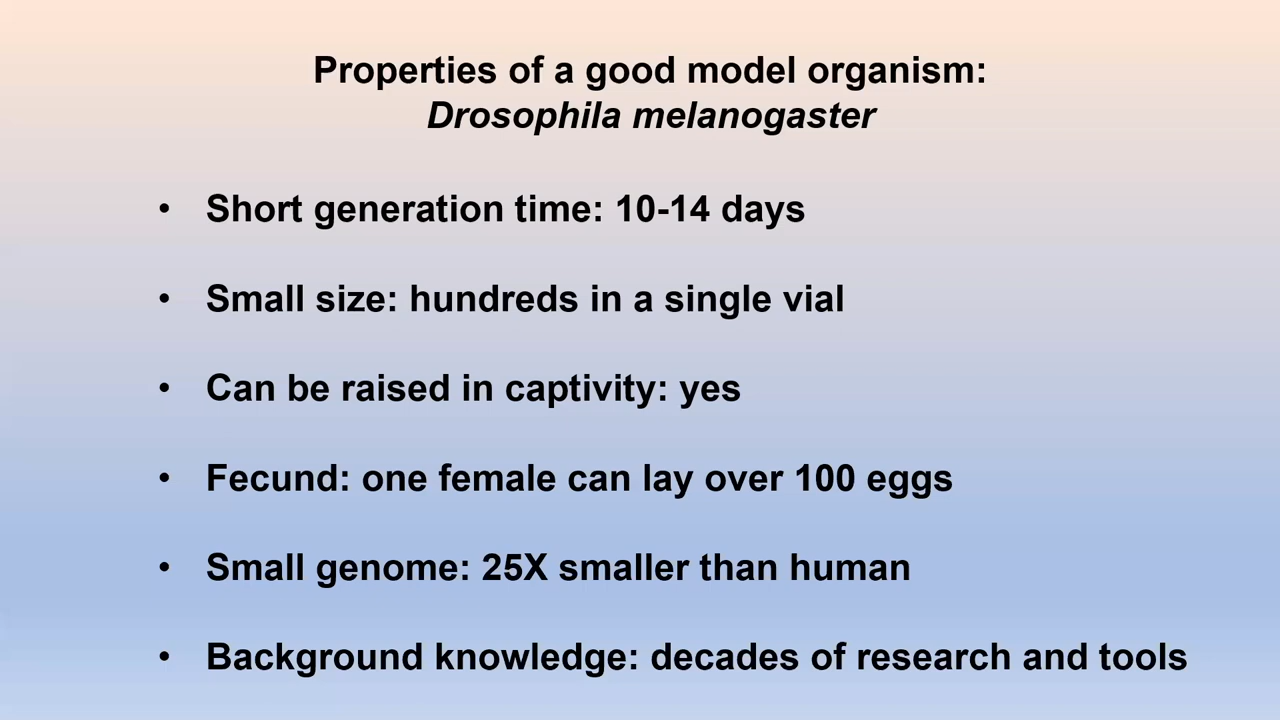 Properties of a good model organism:
Drosophila melanogaster
• Short generation time: 10-14 days
• Small size: hundreds in a single vial
• Can be raised in captivity: yes
• Fecund: one female can lay over 100 eggs
• Small genome: 25X smaller than human
• Background knowledge: decades of research and tools